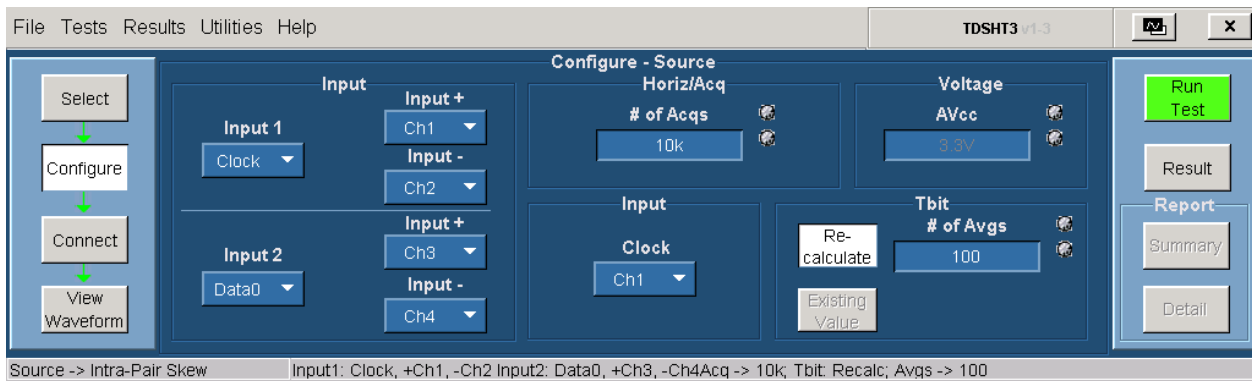 File Tests Results Utilities Help TDSHT3 v1.3 x
Configure - Source
Select
Configure
Connect
View
Waveform
Input
Input 1
Clock
Input +
Ch1
Input -
Ch2
Input 2
Data0
Input +
Ch3
Input -
Ch4
Horiz/Acq
# of Acqs
10k
Voltage
AVcc
3.3V
Input
Clock
Ch1
Tbit
Re-
calculate
Existing
Value
# of Avgs
100
Run
Test
Result
Report
Summary
Detail
Source -> Intra-Pair Skew Input1: Clock, +Ch1, -Ch2 Input2: Data0, +Ch3, -Ch4Acq -> 10k; Tbit: Recalc; Avgs -> 100